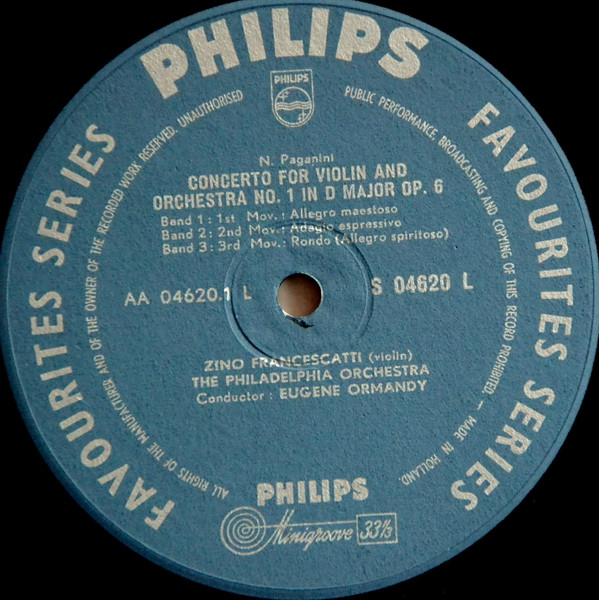 PHILIPS
FAVOURITES SERIES
FAVOURITES SERIES
ALL RIGHTS OF THE MANUFACTURER AND OF THE OWNER OF THE RECORDED WORK RESERVED. UNAUTHORISED
PUBLIC PERFORMANCE, BROADCASTING AND COPYING OF THIS RECORD PROHIBITED. – MADE IN HOLLAND.
PHILIPS
N. Paganini
CONCERTO FOR VIOLIN AND
ORCHESTRA NO. 1 IN D MAJOR OP. 6
Band 1 : 1st Mov.: Allegro maestoso
Band 2 : 2nd Mov.: Adagio espressivo
Band 3 : 3rd Mov.: Rondo (Allegro spiritoso)
AA 04620.1 L
S 04620 L
ZINO FRANCESCATTI (violin)
THE PHILADELPHIA ORCHESTRA
Conductor : EUGENE ORMANDY
PHILIPS
Minigroove 33⅓